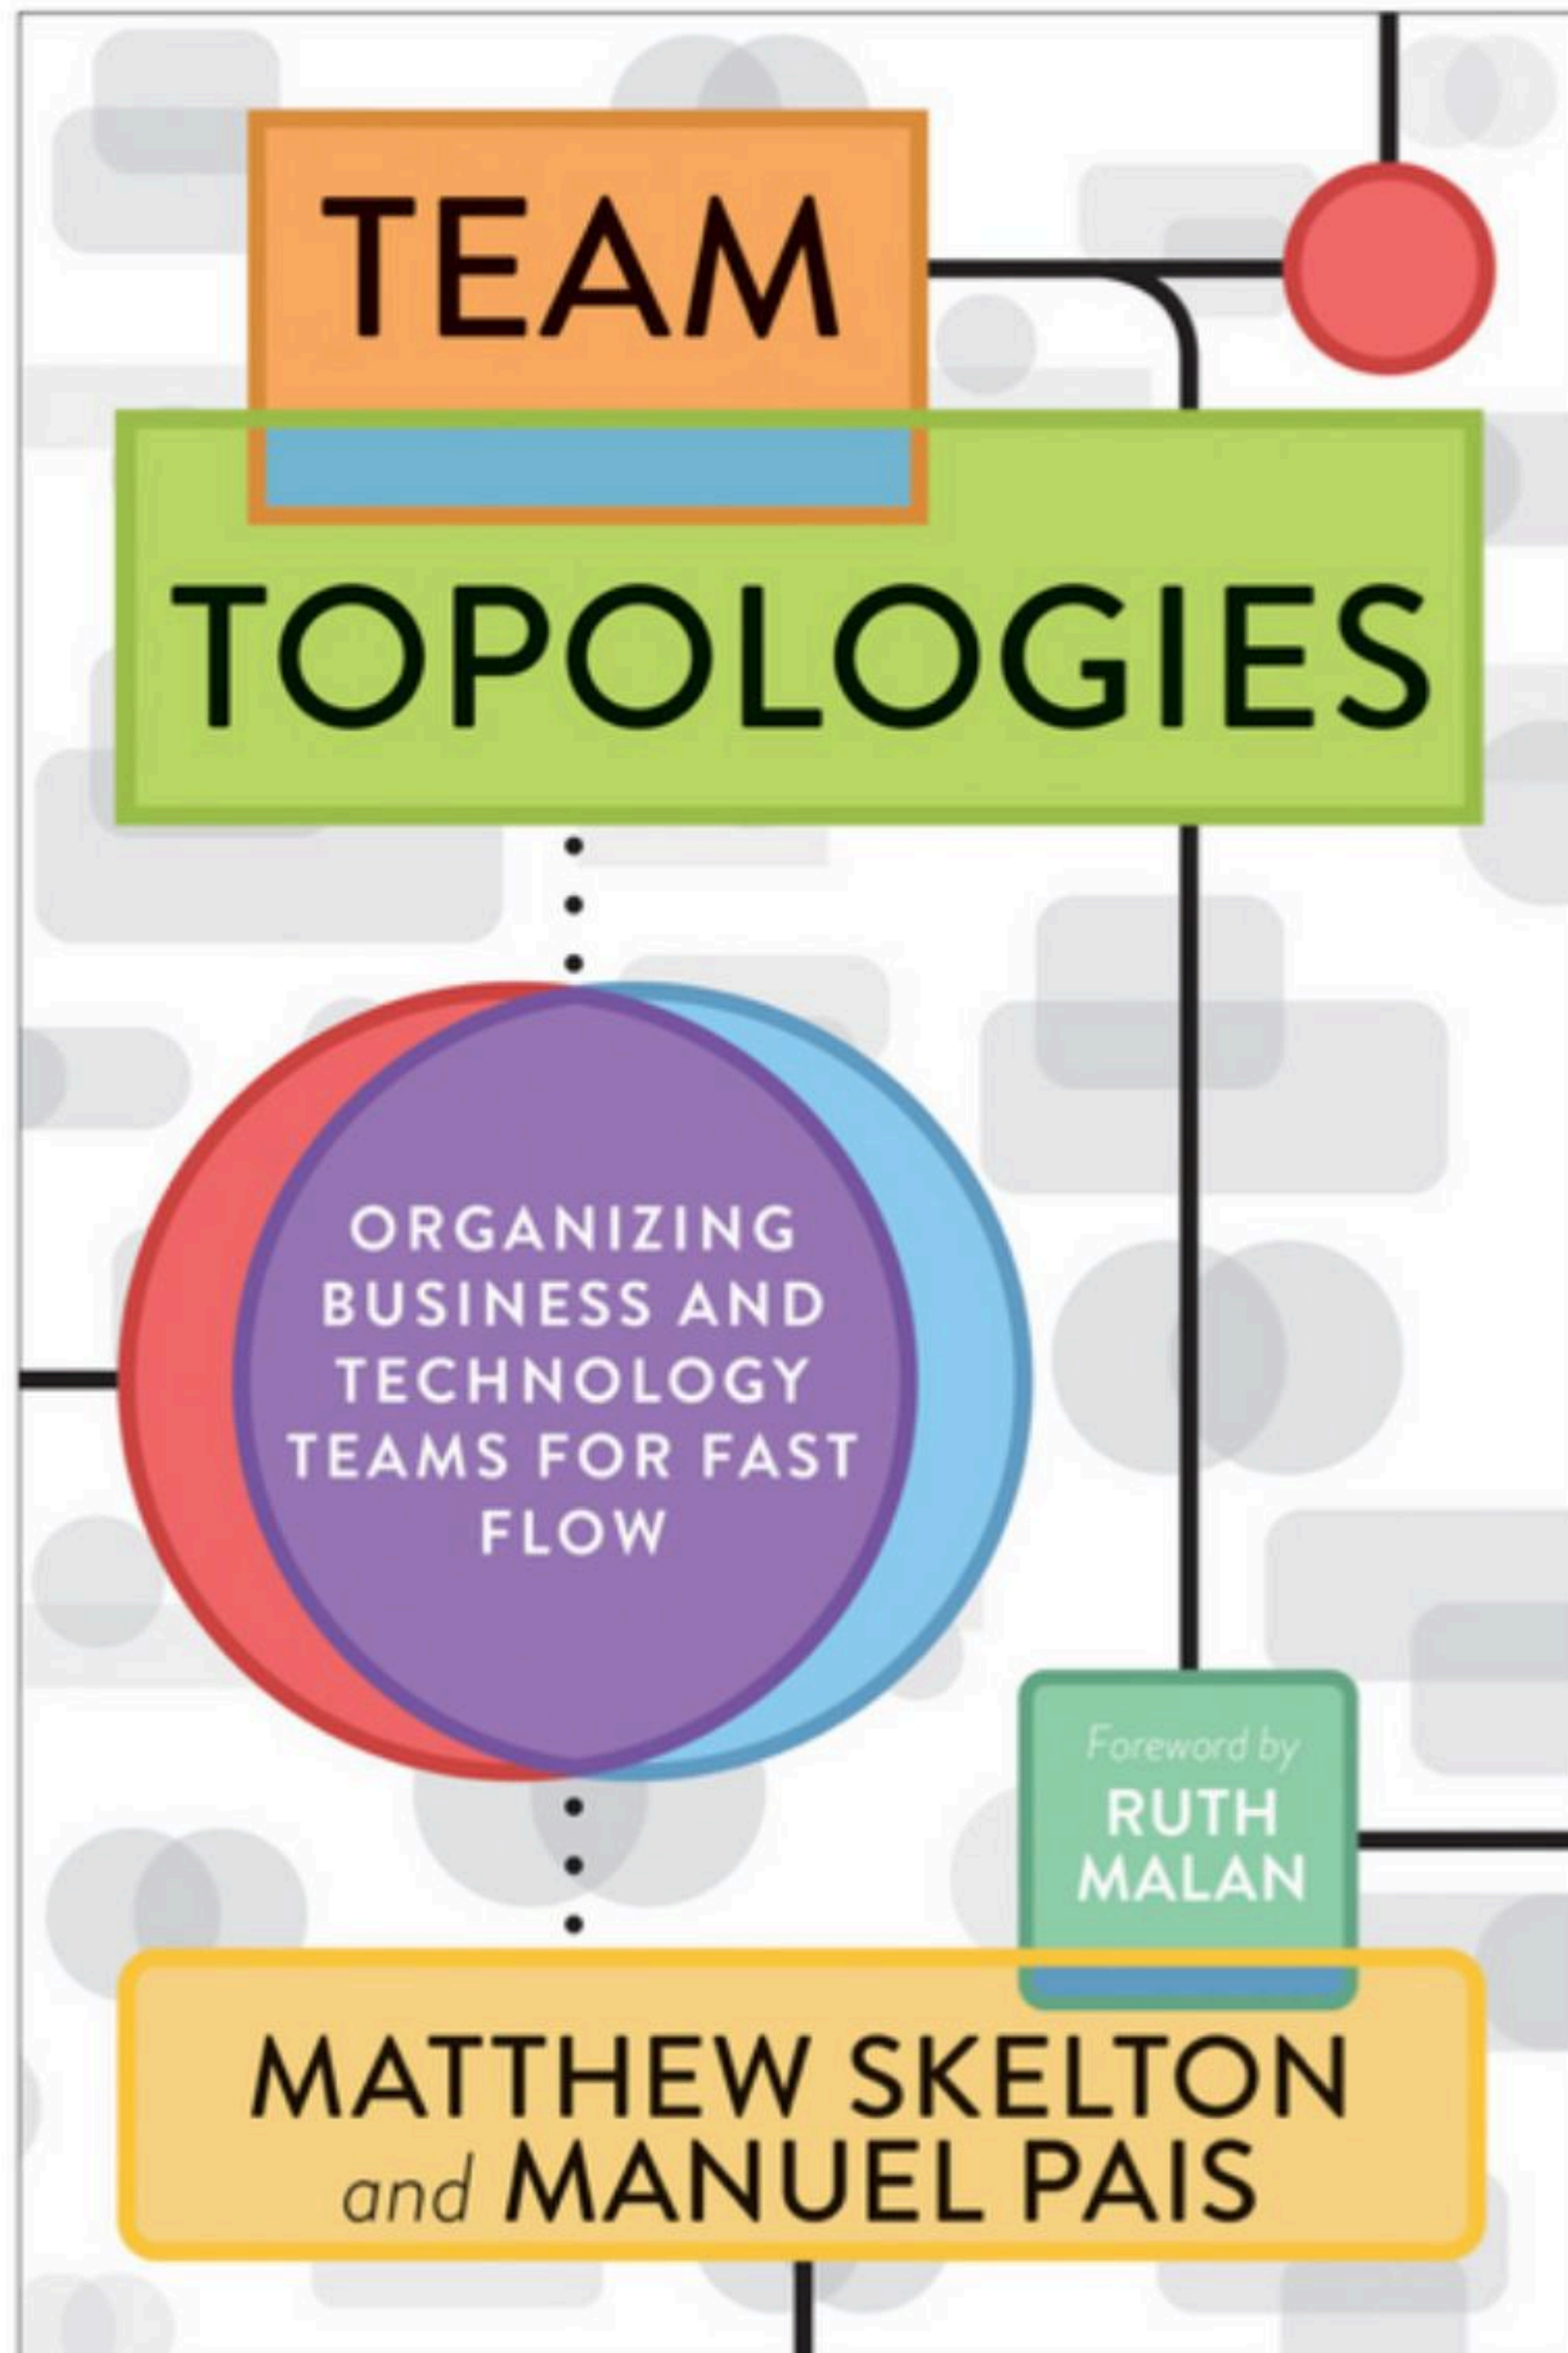 TEAM
TOPOLOGIES
ORGANIZING
BUSINESS AND
TECHNOLOGY
TEAMS FOR FAST
FLOW
Foreword by
RUTH
MALAN
MATTHEW SKELTON
and MANUEL PAIS